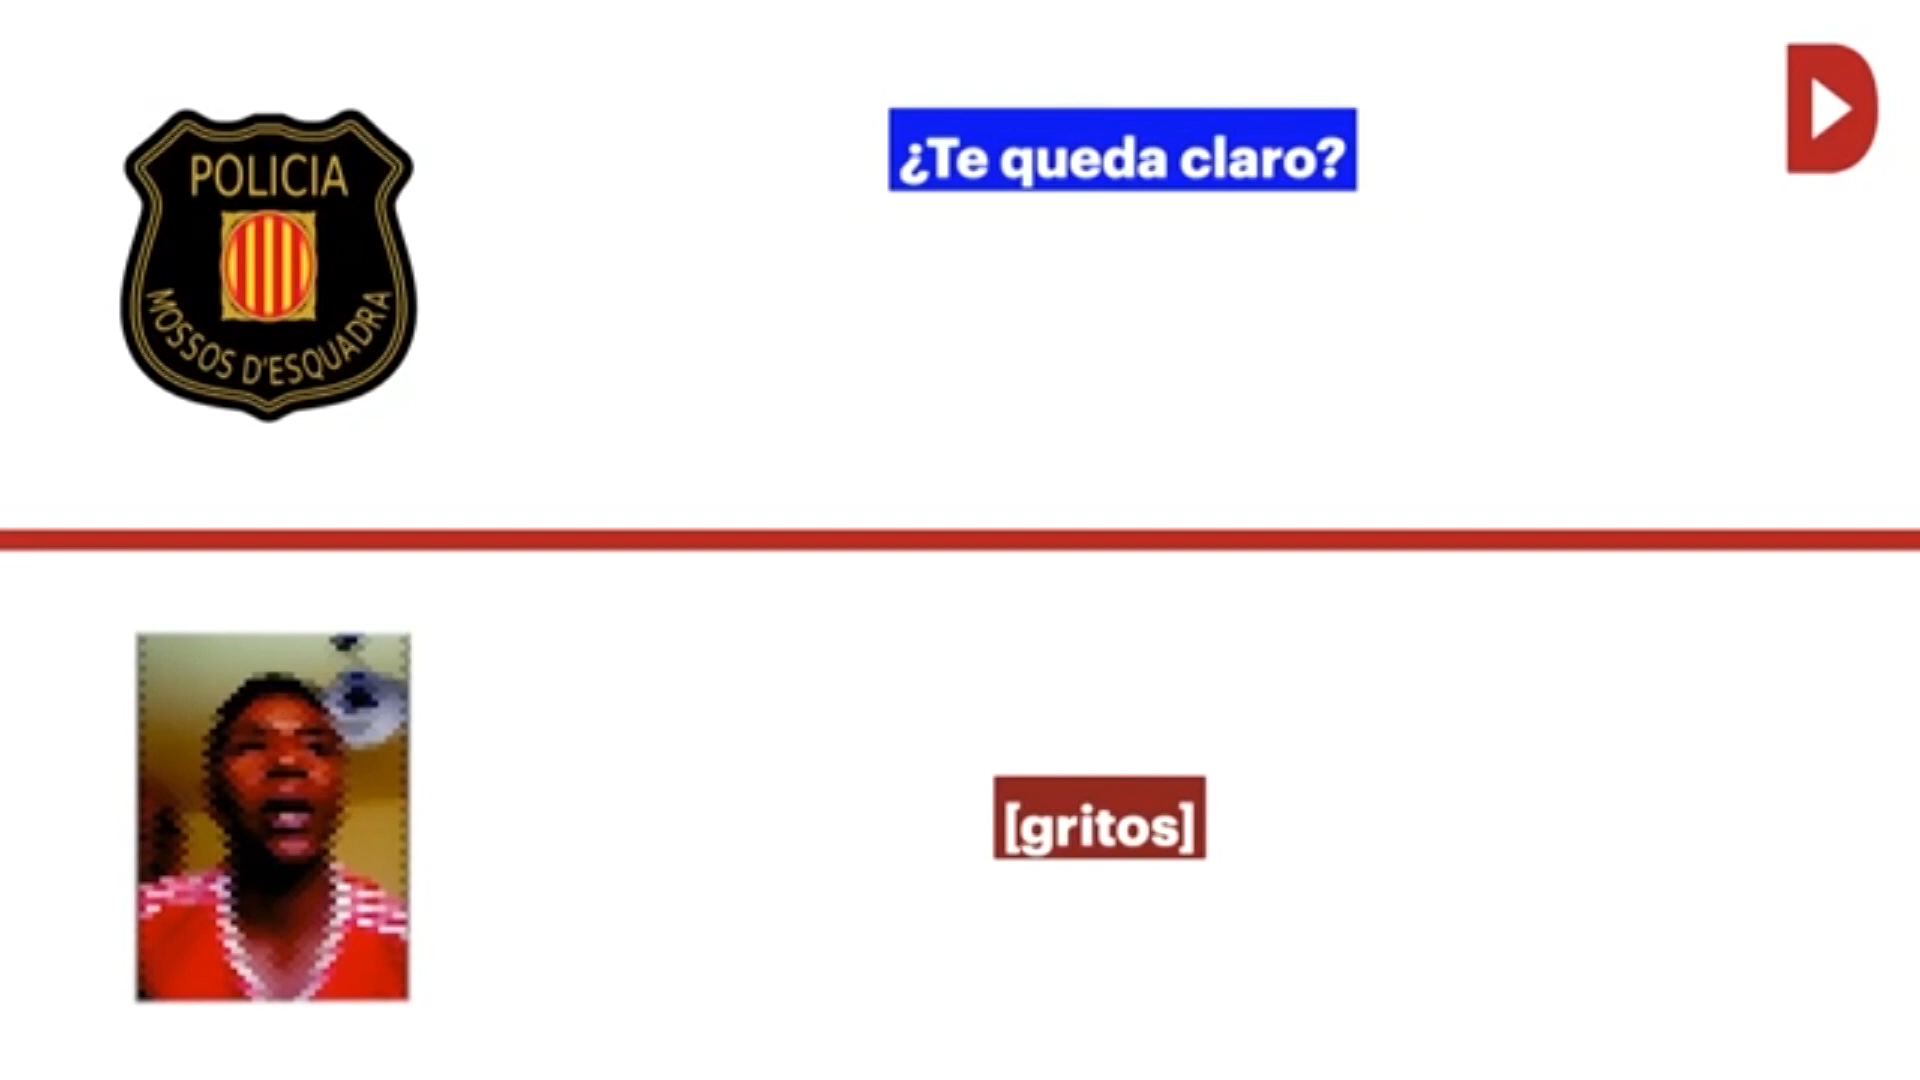 POLICIA
MOSSOS D'ESQUADRA
¿Te queda claro?
D
[gritos]